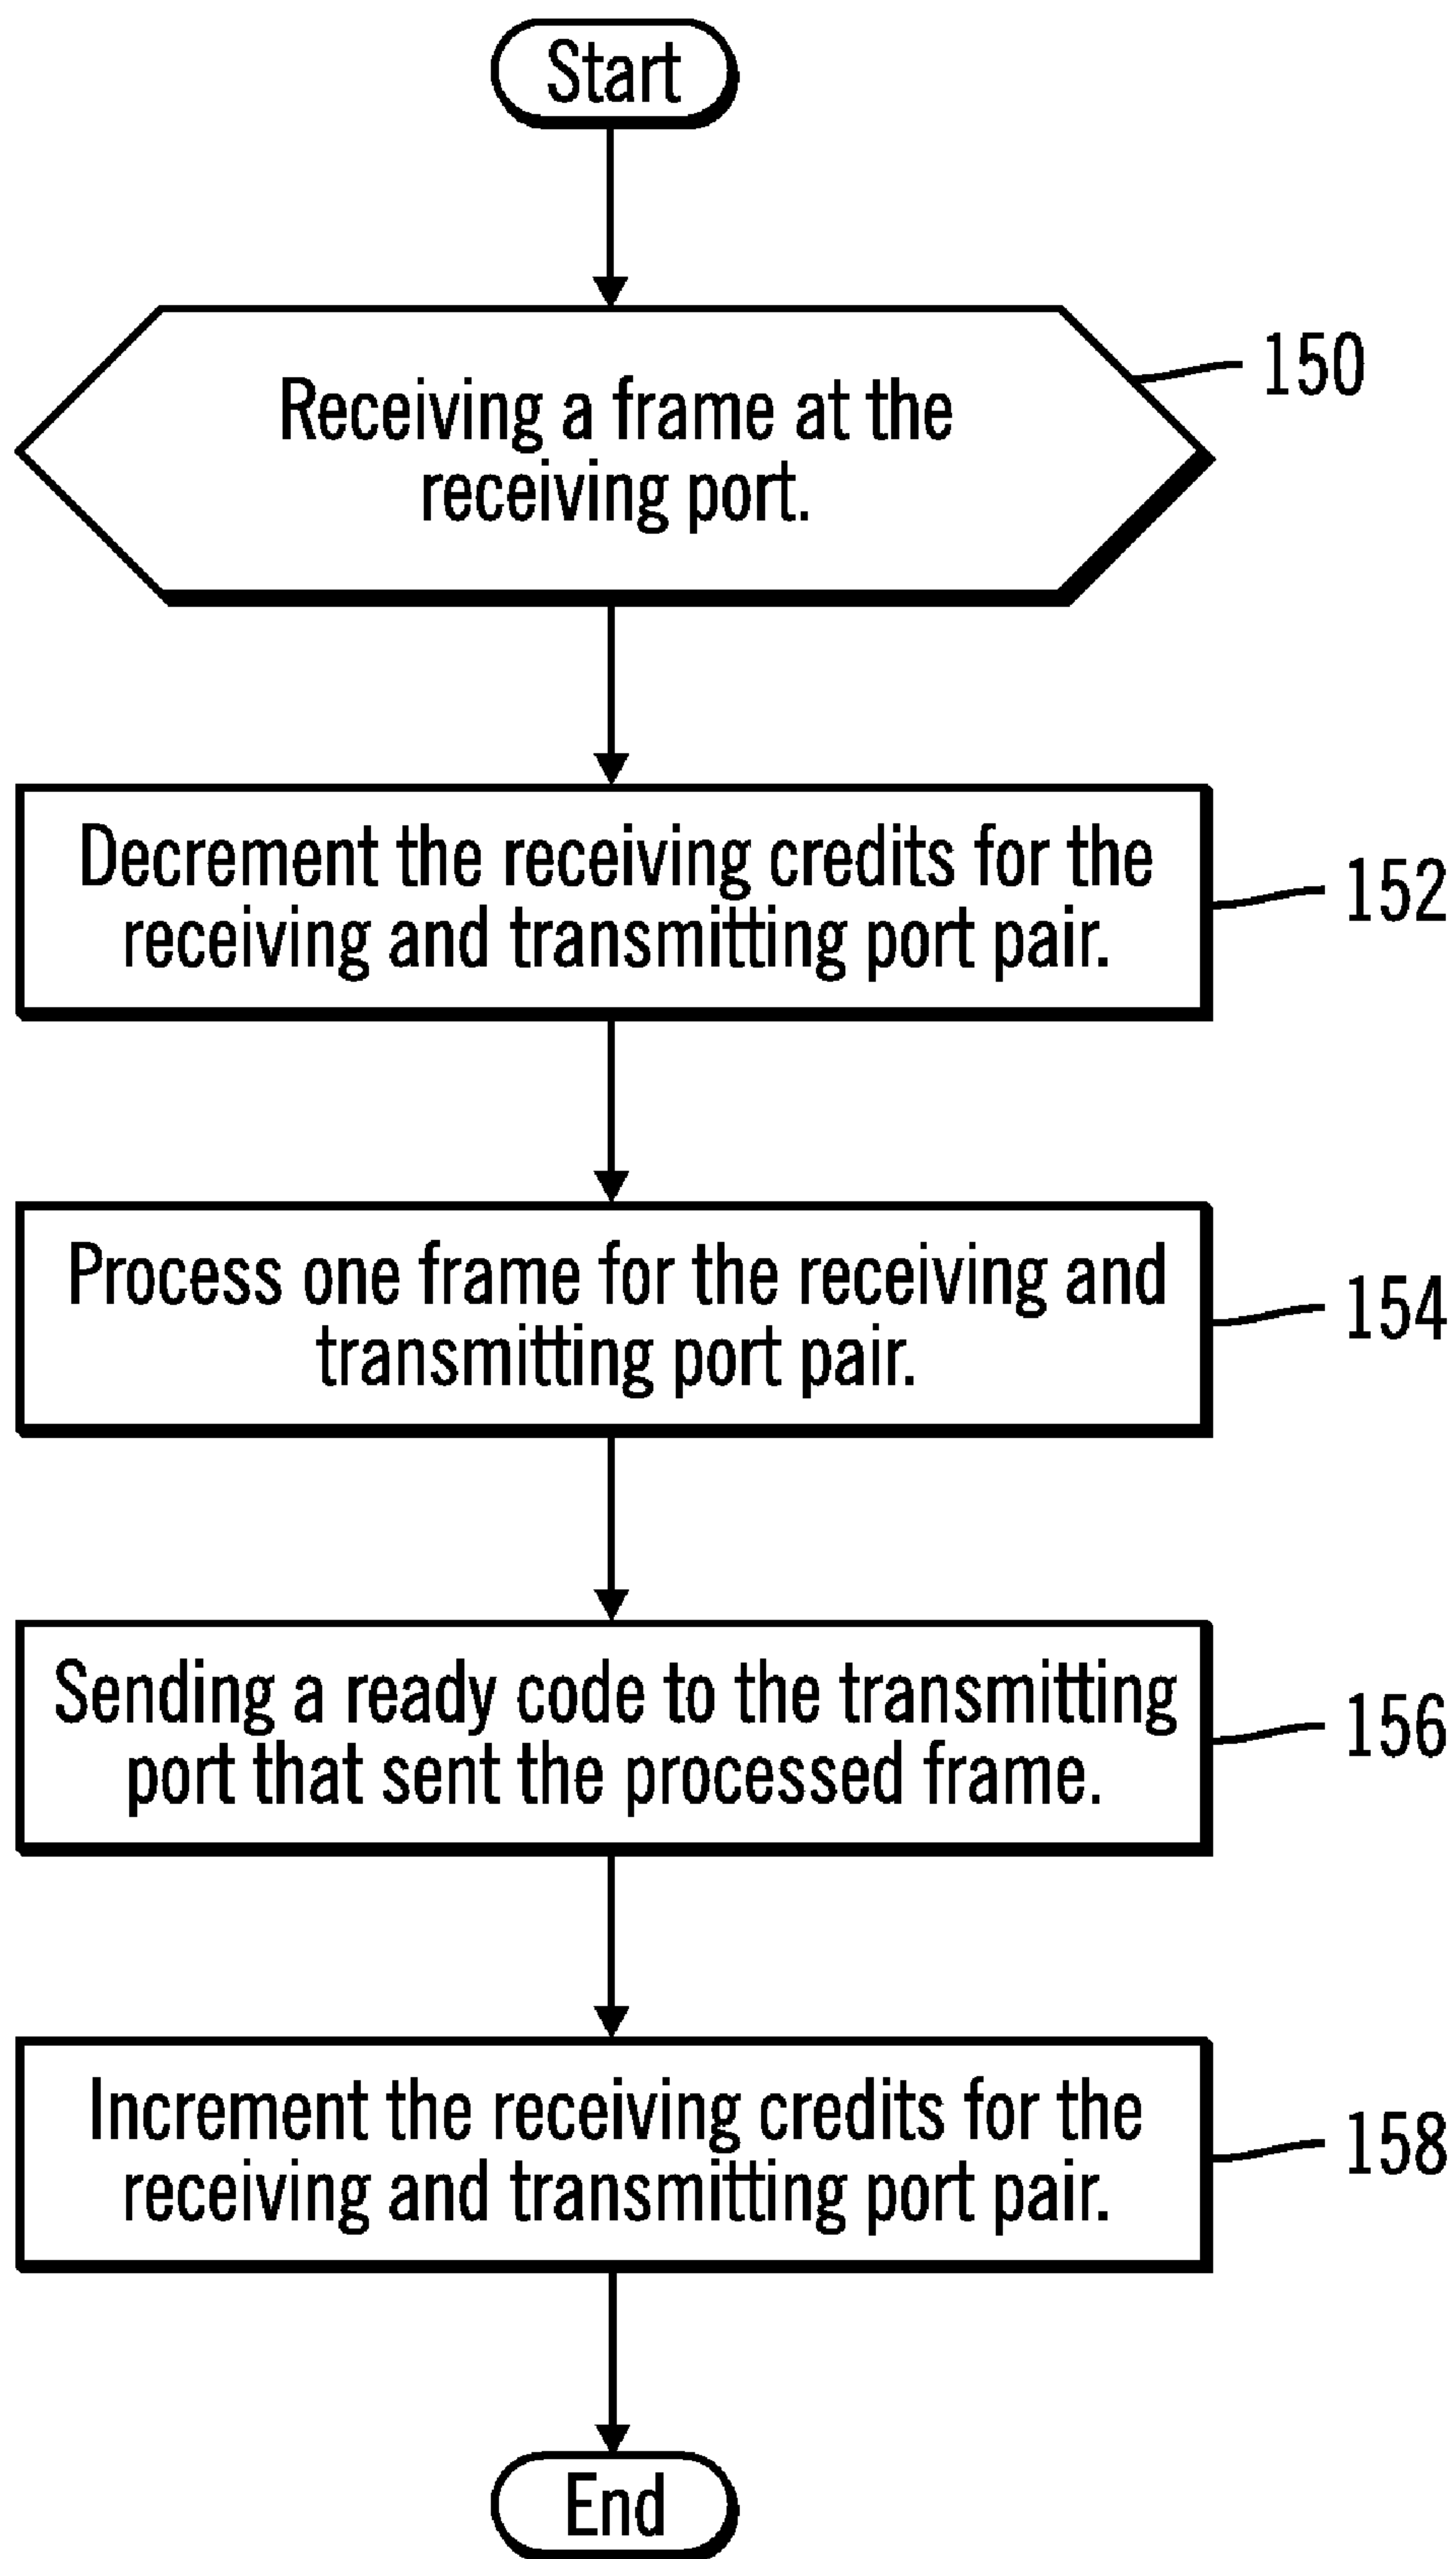 Start
Receiving a frame at the
receiving port.
150
Decrement the receiving credits for the
receiving and transmitting port pair.
152
Process one frame for the receiving and
transmitting port pair.
154
Sending a ready code to the transmitting
port that sent the processed frame.
156
Increment the receiving credits for the
receiving and transmitting port pair.
158
End